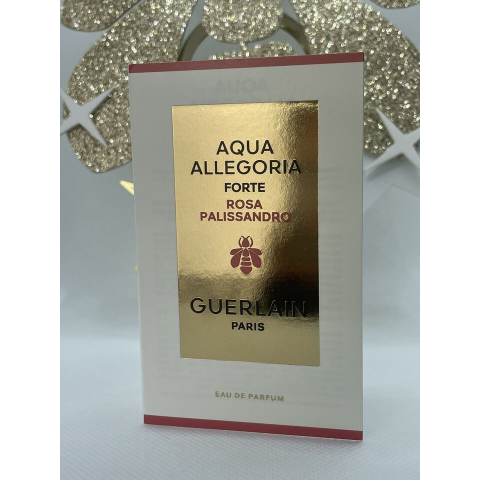 AQUA
ALLEGORIA
FORTE
ROSA
PALISSANDRO
GUERLAIN
PARIS
EAU DE PARFUM